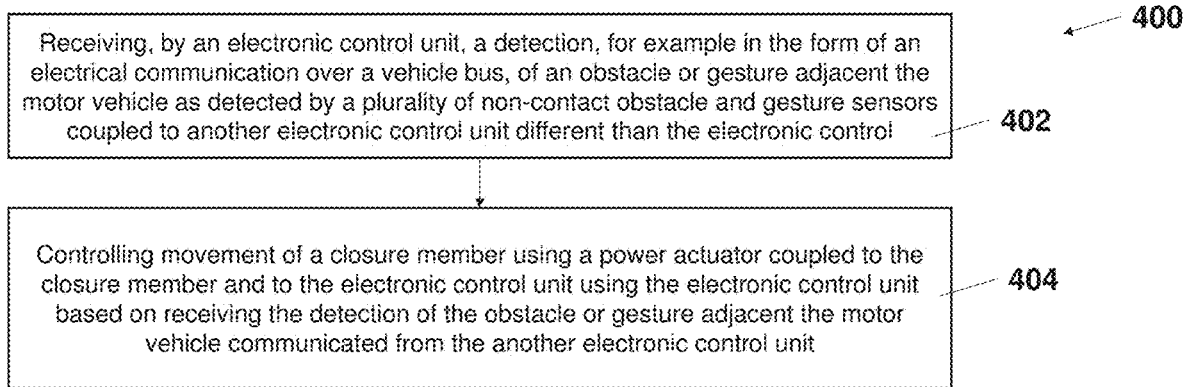 400
Receiving, by an electronic control unit, a detection, for example in the form of an
electrical communication over a vehicle bus, of an obstacle or gesture adjacent the
motor vehicle as detected by a plurality of non-contact obstacle and gesture sensors
coupled to another electronic control unit different than the electronic control
402
Controlling movement of a closure member using a power actuator coupled to the
closure member and to the electronic control unit using the electronic control unit
based on receiving the detection of the obstacle or gesture adjacent the motor
vehicle communicated from the another electronic control unit
404